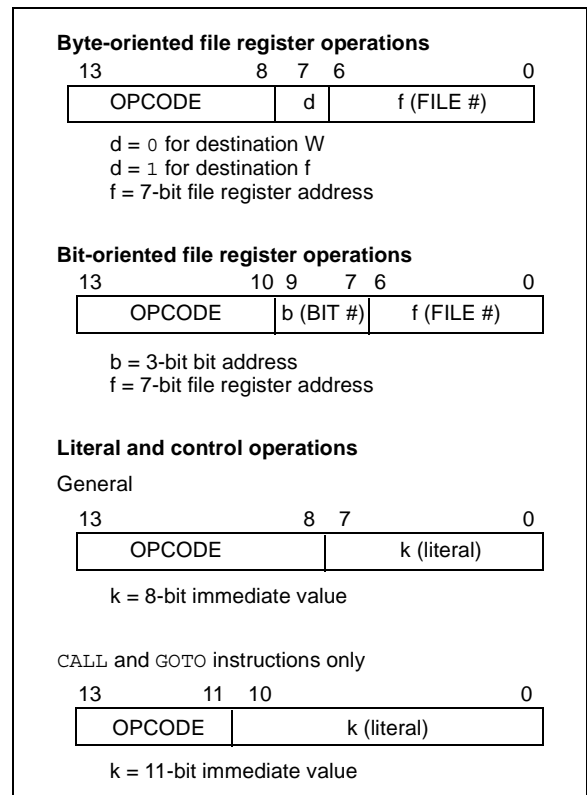 Byte-oriented file register operations
13 8 7 6 0
OPCODE d f (FILE #)
d = 0 for destination W
d = 1 for destination f
f = 7-bit file register address
Bit-oriented file register operations
13 10 9 7 6 0
OPCODE b (BIT #) f (FILE #)
b = 3-bit bit address
f = 7-bit file register address
Literal and control operations
General
13 8 7 0
OPCODE k (literal)
k = 8-bit immediate value
CALL and GOTO instructions only
13 11 10 0
OPCODE k (literal)
k = 11-bit immediate value